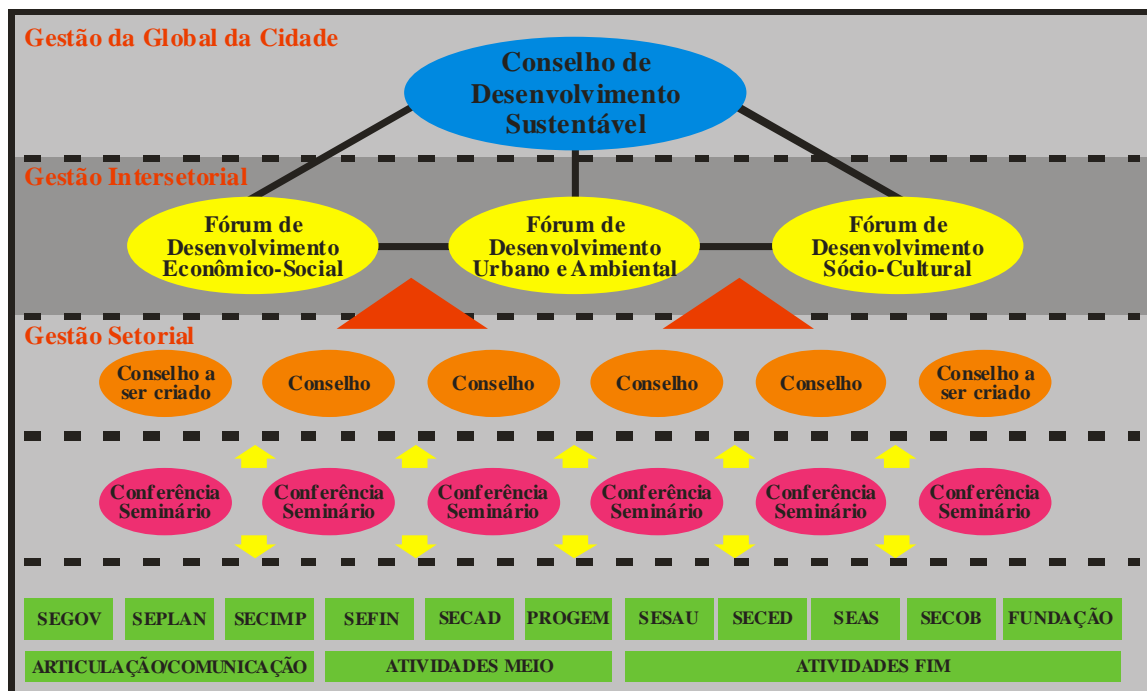 Gestão da Global da Cidade
Conselho de
Desenvolvimento
Sustentável
Gestão Intersetorial
Fórum de
Desenvolvimento
Econômico-Social
Fórum de
Desenvolvimento
Urbano e Ambiental
Fórum de
Desenvolvimento
Sócio-Cultural
Gestão Setorial
Conselho a
ser criado
Conselho
Conselho
Conselho
Conselho
Conselho a
ser criado
Conferência
Seminário
Conferência
Seminário
Conferência
Seminário
Conferência
Seminário
Conferência
Seminário
Conferência
Seminário
SEGOV
SEPLAN
SECIMP
SEFIN
SECAD
PROGEM
SESAU
SECED
SEAS
SECOB
FUNDAÇÃO
ARTICULAÇÃO/COMUNICAÇÃO
ATIVIDADES MEIO
ATIVIDADES FIM